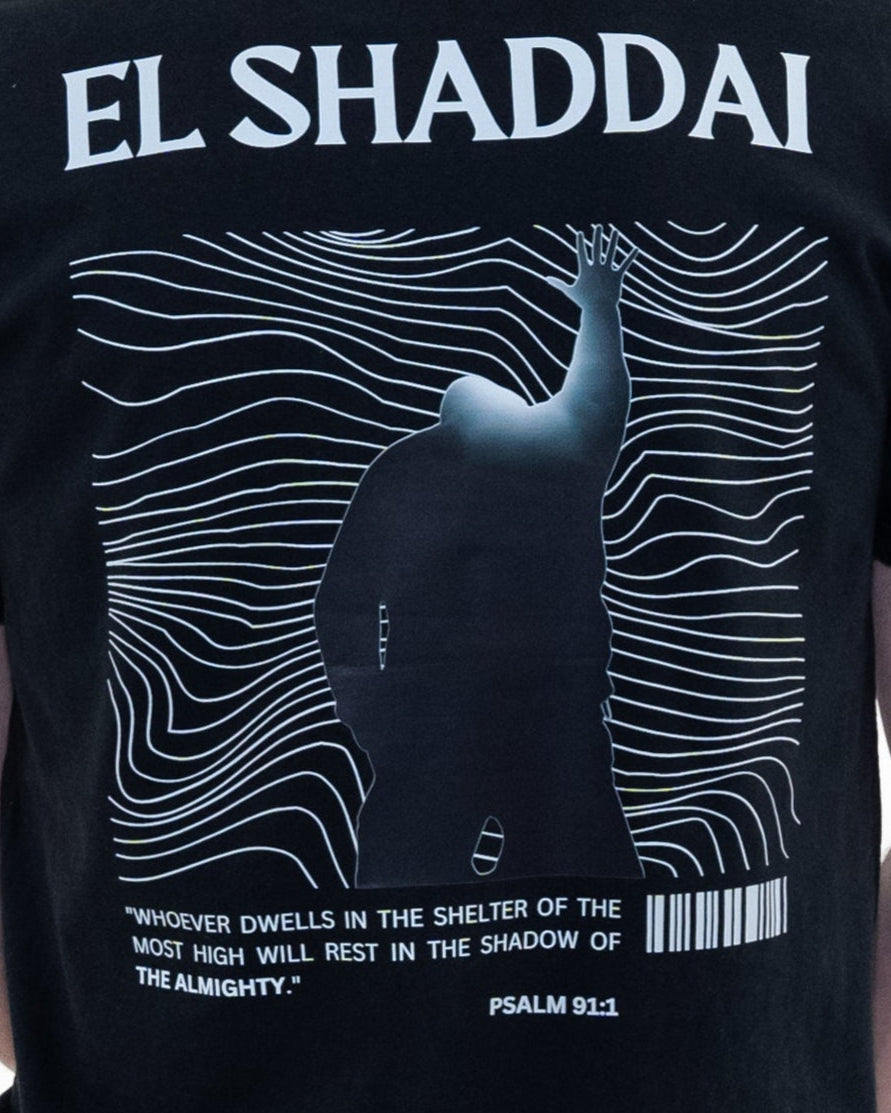 EL SHADDAI
"WHOEVER DWELLS IN THE SHELTER OF THE
MOST HIGH WILL REST IN THE SHADOW OF
THE ALMIGHTY."
PSALM 91:1